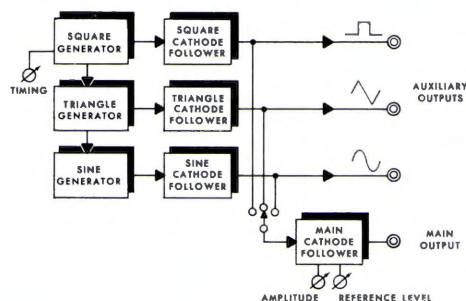 SQUARE
GENERATOR
SQUARE
CATHODE
FOLLOWER
TIMING
TRIANGLE
GENERATOR
TRIANGLE
CATHODE
FOLLOWER
AUXILIARY
OUTPUTS
SINE
GENERATOR
SINE
CATHODE
FOLLOWER
MAIN
CATHODE
FOLLOWER
MAIN
OUTPUT
AMPLITUDE
REFERENCE LEVEL